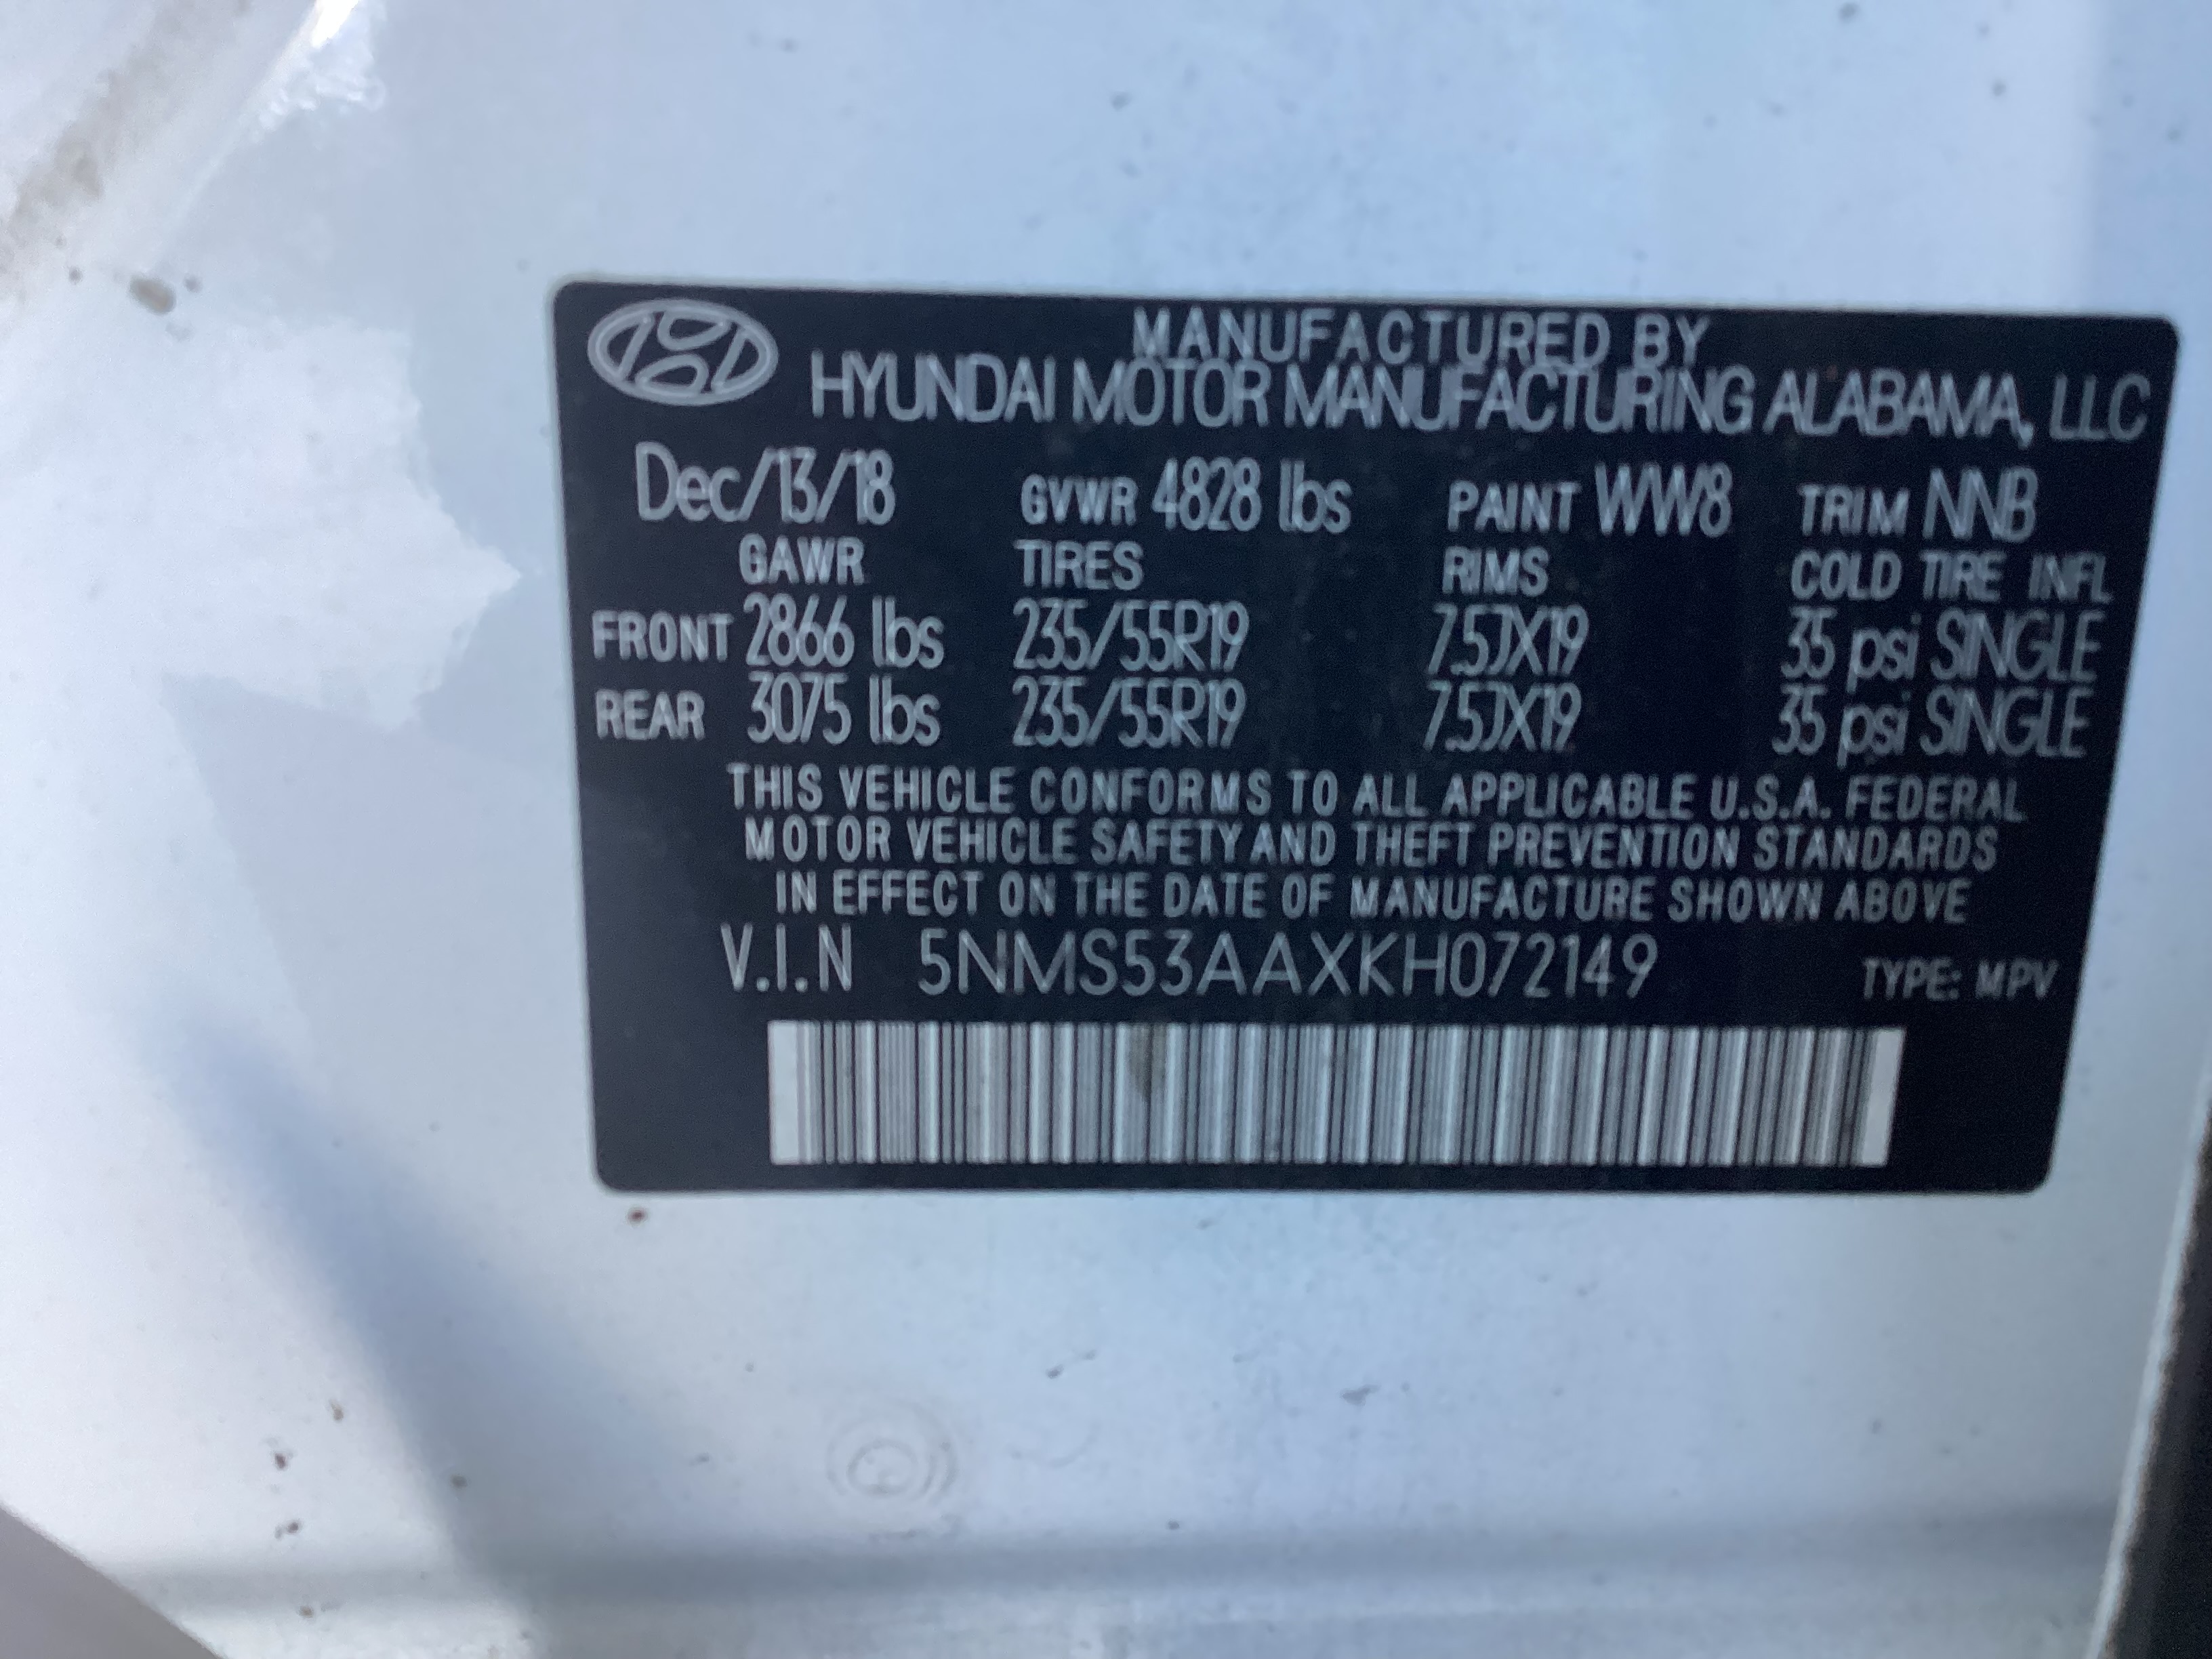 MANUFACTURED BY
HYUNDAI MOTOR MANUFACTURING ALABAMA, LLC
Dec/13/18 GVWR 4828 lbs PAINT WW8 TRIM NNB
GAWR TIRES RIMS COLD TIRE INFL
FRONT 2866 lbs 235/55R19 7.5JX19 35 psi SINGLE
REAR 3075 lbs 235/55R19 7.5JX19 35 psi SINGLE
THIS VEHICLE CONFORMS TO ALL APPLICABLE U.S.A. FEDERAL
MOTOR VEHICLE SAFETY AND THEFT PREVENTION STANDARDS
IN EFFECT ON THE DATE OF MANUFACTURE SHOWN ABOVE
V.I.N 5NMS53AAXKH072149 TYPE: MPV